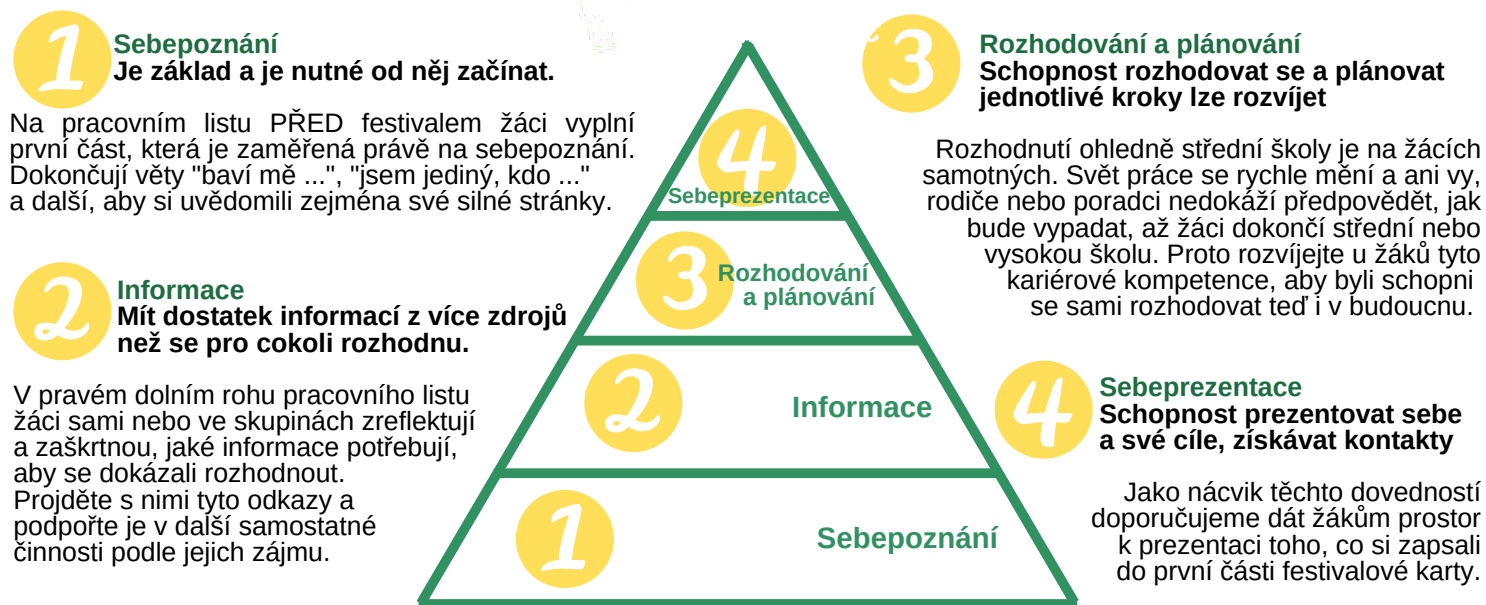 1
Sebepoznání
Je základ a je nutné od něj začínat.
Na pracovním listu PŘED festivalem žáci vyplní
první část, která je zaměřená právě na sebepoznání.
Dokončují věty "baví mě ...", "jsem jediný, kdo ..."
a další, aby si uvědomili zejména své silné stránky.
2
Informace
Mít dostatek informací z více zdrojů
než se pro cokoli rozhodnu.
V pravém dolním rohu pracovního listu
žáci sami nebo ve skupinách zreflektují
a zaškrtnou, jaké informace potřebují,
aby se dokázali rozhodnout.
Projděte s nimi tyto odkazy a
podpořte je v další samostatné
činnosti podle jejich zájmu.
4
Sebeprezentace
3
Rozhodování
a plánování
2
Informace
1
Sebepoznání
3
Rozhodování a plánování
Schopnost rozhodovat se a plánovat
jednotlivé kroky lze rozvíjet
Rozhodnutí ohledně střední školy je na žácích
samotných. Svět práce se rychle mění a ani vy,
rodiče nebo poradci nedokáží předpovědět, jak
bude vypadat, až žáci dokončí střední nebo
vysokou školu. Proto rozvíjejte u žáků tyto
kariérové kompetence, aby byli schopni
se sami rozhodovat teď i v budoucnu.
4
Sebeprezentace
Schopnost prezentovat sebe
a své cíle, získávat kontakty
Jako nácvik těchto dovedností
doporučujeme dát žákům prostor
k prezentaci toho, co si zapsali
do první části festivalové karty.